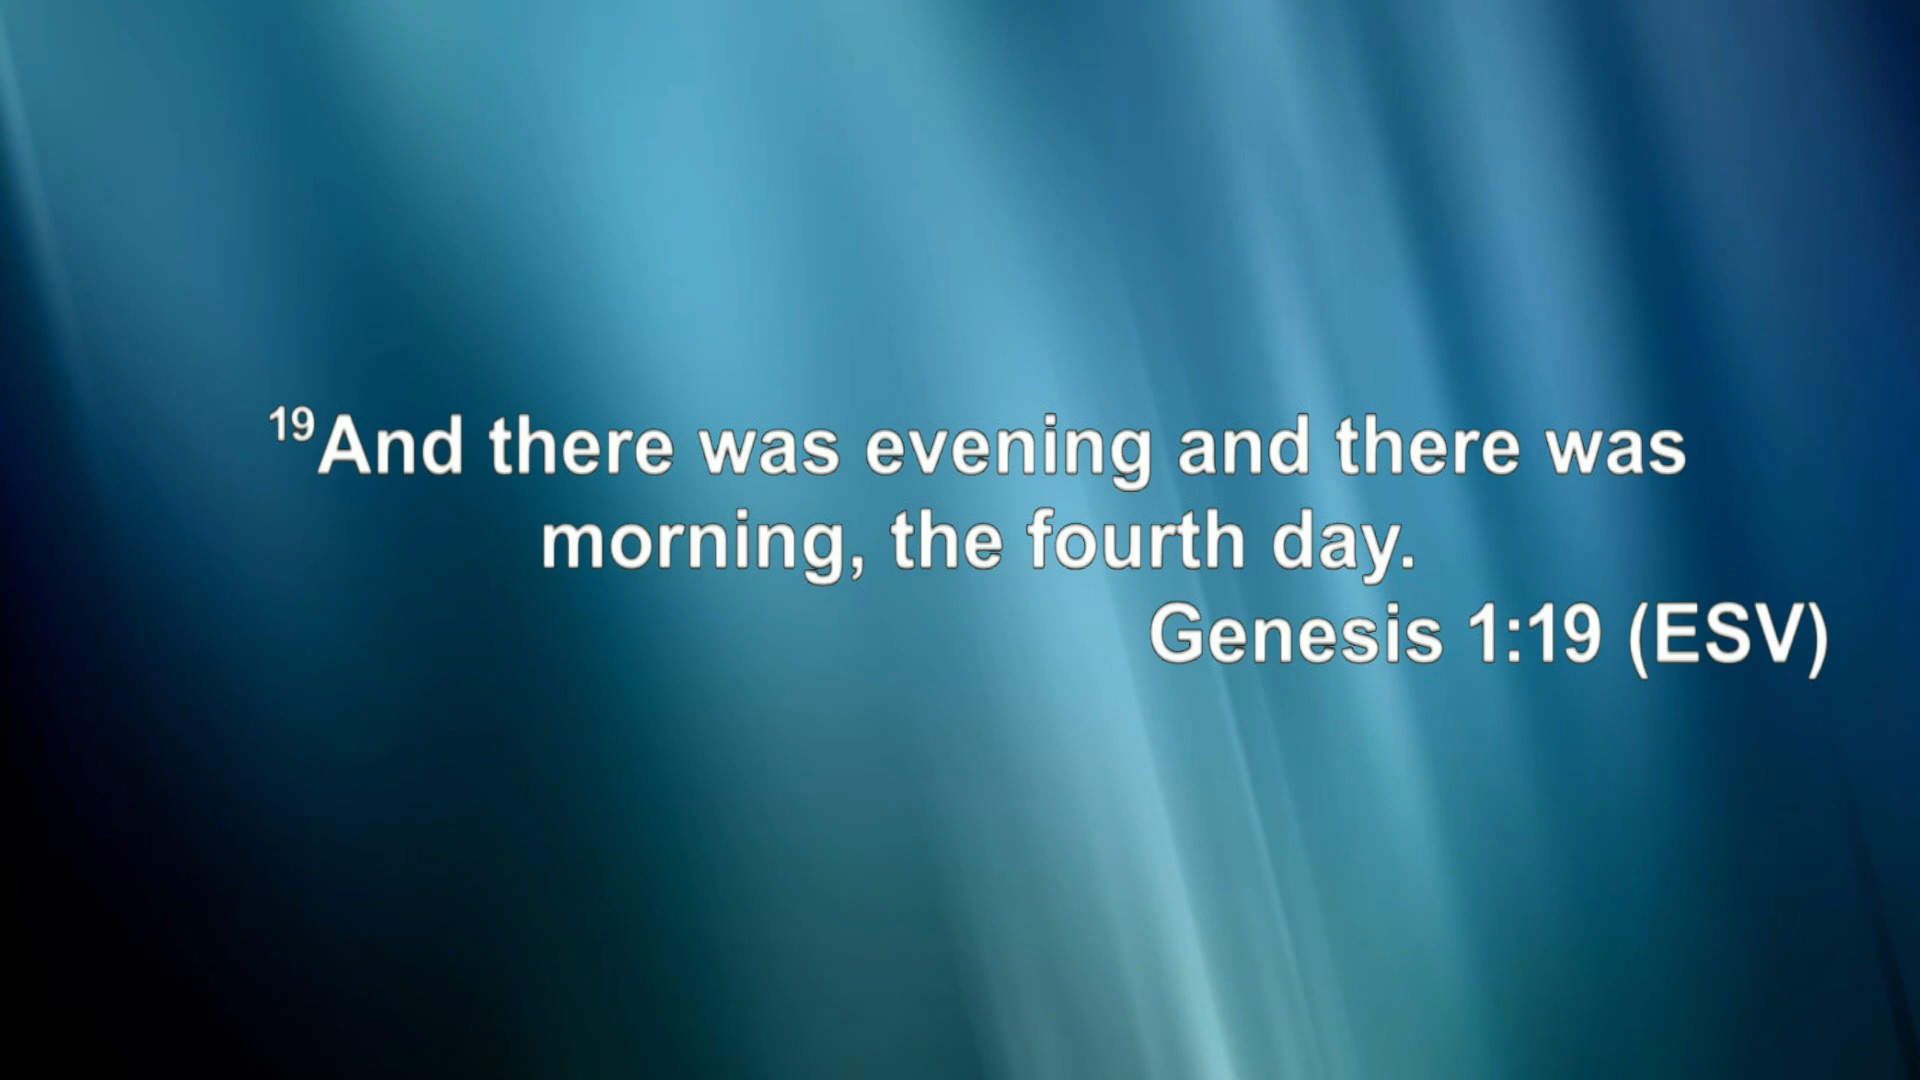 19And there was evening and there was
morning, the fourth day.
Genesis 1:19 (ESV)